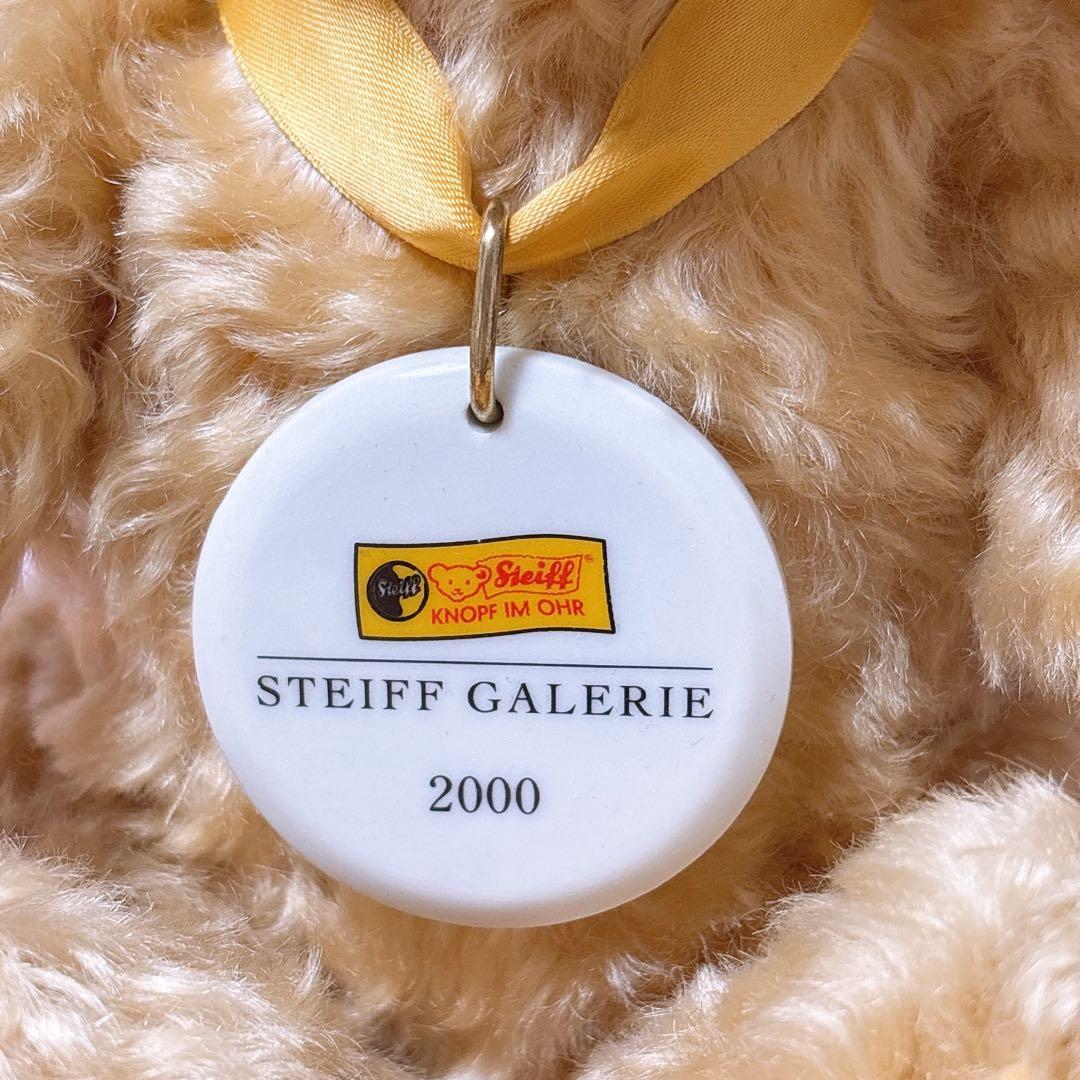 Steiff
Steiff
KNOPF IM OHR
STEIFF GALERIE
2000